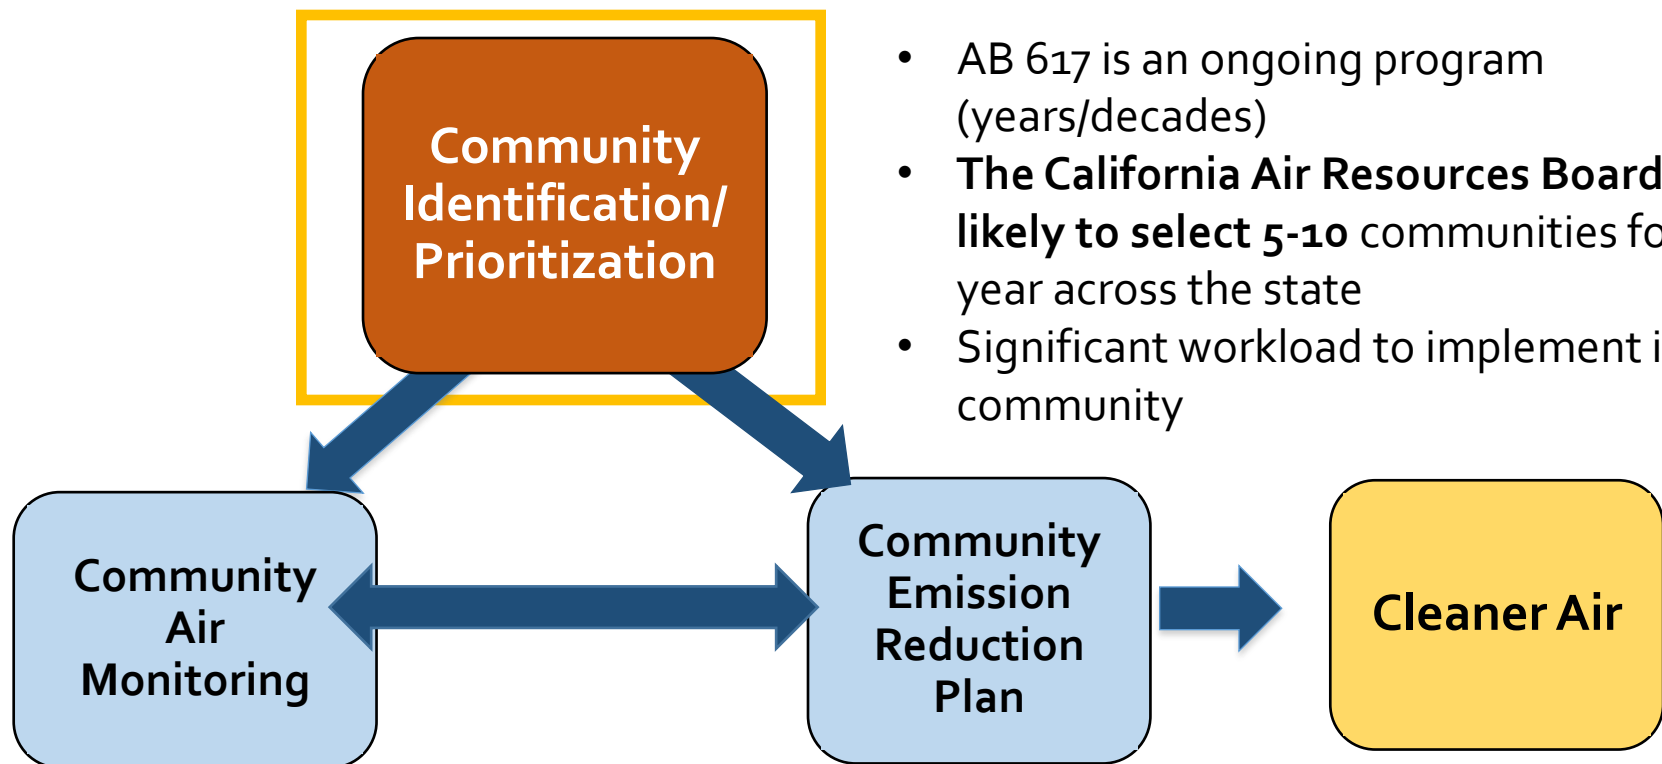 Community
Identification/
Prioritization
• AB 617 is an ongoing program
(years/decades)
• The California Air Resources Board
likely to select 5-10 communities fo
year across the state
• Significant workload to implement i
community
Community
Air
Monitoring
Community
Emission
Reduction
Plan
Cleaner Air